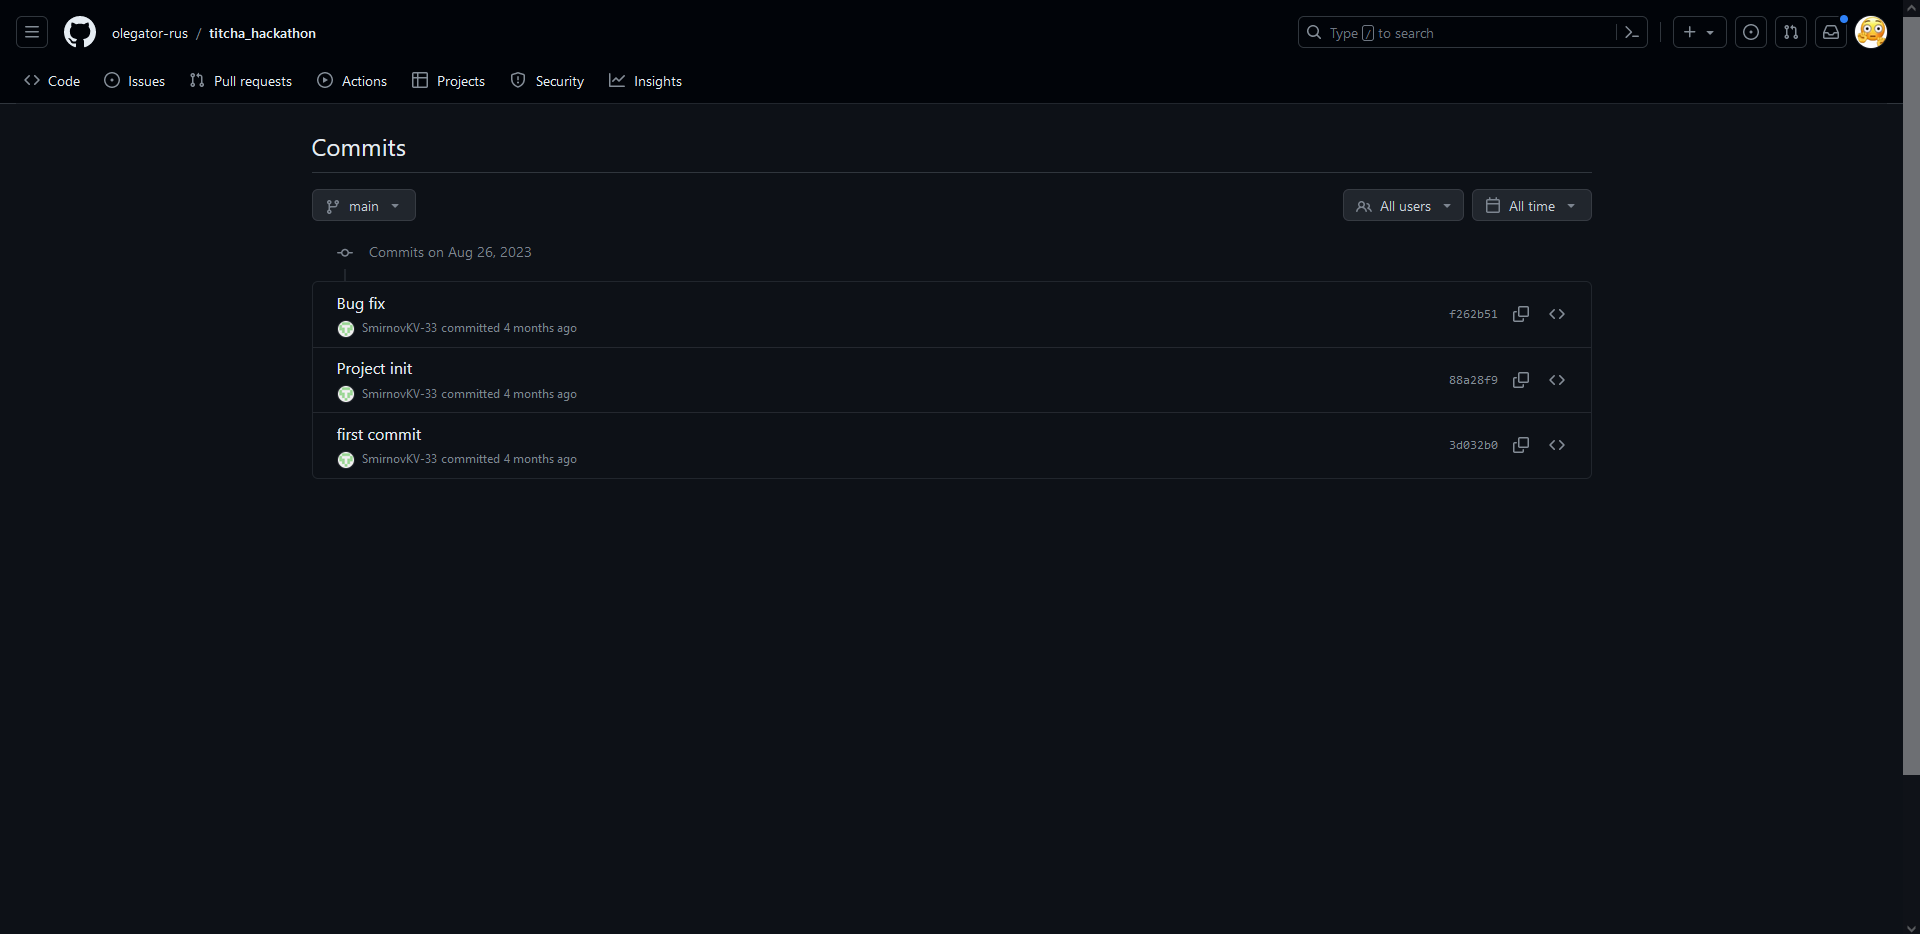 olegator-rus / titcha_hackathon
Type / to search
Code Issues Pull requests Actions Projects Security Insights
Commits
main
All users
All time
Commits on Aug 26, 2023
Bug fix
SmirnovKV-33 committed 4 months ago
f262b51
Project init
SmirnovKV-33 committed 4 months ago
88a28f9
first commit
SmirnovKV-33 committed 4 months ago
3d032b0